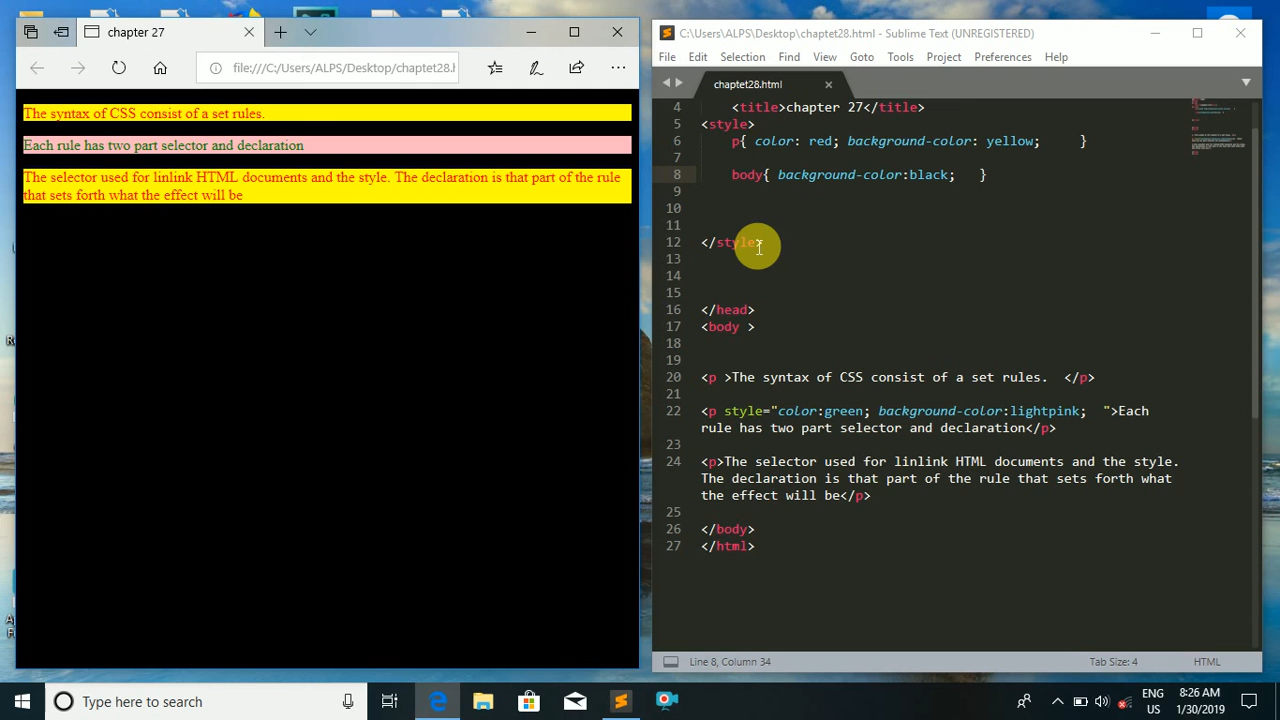 chapter 27
file:///C:/Users/ALPS/Desktop/chaptet28.h
The syntax of CSS consist of a set rules.
Each rule has two part selector and declaration
The selector used for linlink HTML documents and the style. The declaration is that part of the rule
that sets forth what the effect will be
C:\Users\ALPS\Desktop\chaptet28.html - Sublime Text (UNREGISTERED)
File Edit Selection Find View Goto Tools Project Preferences Help
chaptet28.html
4 <title>chapter 27</title>
5 <style>
6 p{ color: red; background-color: yellow; }
7
8 body{ background-color:black; }
9
10
11
12 </style>
13
14
15
16 </head>
17 <body >
18
19
20 <p >The syntax of CSS consist of a set rules. </p>
21
22 <p style="color:green; background-color:lightpink; ">Each
rule has two part selector and declaration</p>
23
24 <p>The selector used for linlink HTML documents and the style.
The declaration is that part of the rule that sets forth what
the effect will be</p>
25
26 </body>
27 </html>
Line 8, Column 34 Tab Size: 4 HTML
Type here to search
ENG
US
8:26 AM
1/30/2019